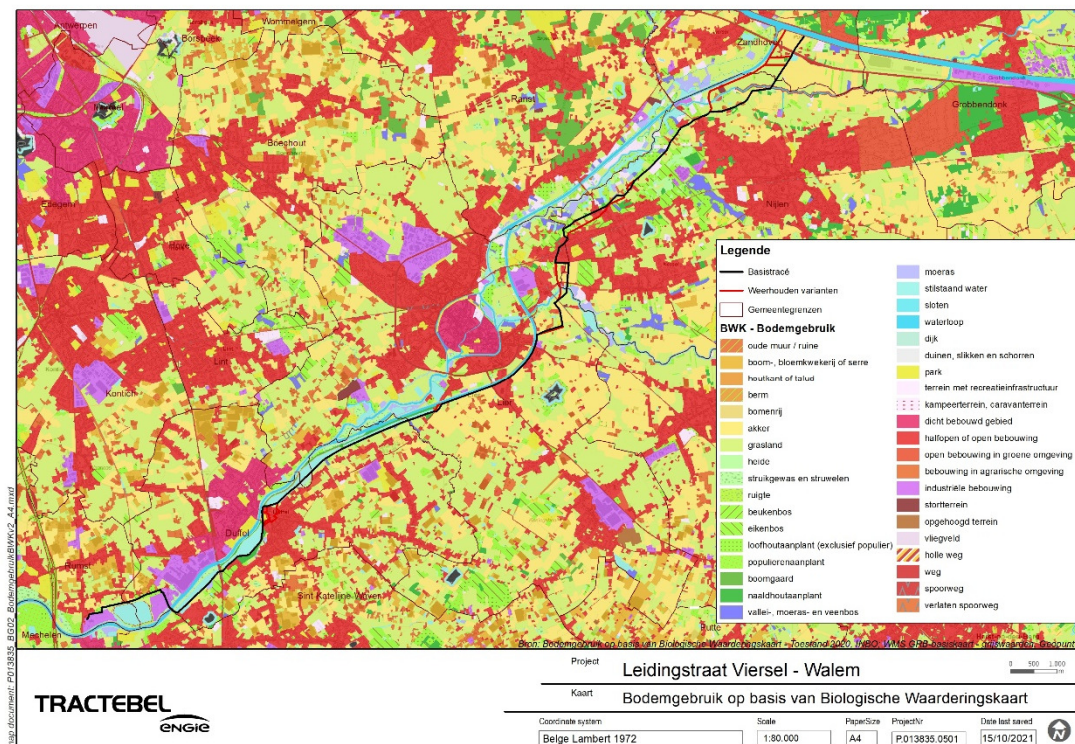 Antwerpen
Wommelgem
Borsbeek
Zandhoven
Mortsel
Ranst
Grobbendonk
Boechout
Edegem
Nijlen
Hove
Lint
Kontich
Lier
Duffel
Rumst
Sint Katelijne Waver
Mechelen
Putte
Legende
Basistracé
Weerhouden varianten
Gemeentegrenzen
BWK - Bodemgebruik
oude muur / ruine
boom-, bloemkwekerij of serre
houtkant of talud
berm
bomenrij
akker
grasland
heide
struikgewas en struwelen
ruigte
beukenbos
eikenbos
loofhoutaanplant (exclusief populier)
populierenaanplant
boomgaard
naaldhoutaanplant
vallei-, moeras- en veenbos
moeras
stilstaand water
sloten
waterloop
dijk
duinen, slikken en schorren
park
terrein met recreatieinfrastructuur
kampeerterrein, caravanterrein
dicht bebouwd gebied
halfopen of open bebouwing
open bebouwing in groene omgeving
bebouwing in agrarische omgeving
industriële bebouwing
stortterrein
opgehoogd terrein
vliegveld
holle weg
weg
spoorweg
verlaten spoorweg
Bron: Bodemgebruik op basis van Biologische Waarderingskaart - Toestand 2020, INBO; WMS GRB-basiskaart - grijswaarden, Geopunt
map document: P013835_BG02_BodemgebruikBWKv2_A4.mxd
Project
Leidingstraat Viersel - Walem
0 500 1.000
m
Kaart
Bodemgebruik op basis van Biologische Waarderingskaart
TRACTEBEL
ENGIE
Coordinate system
Scale
PaperSize
ProjectNr
Date last saved
Belge Lambert 1972
1:80.000
A4
P.013835.0501
15/10/2021